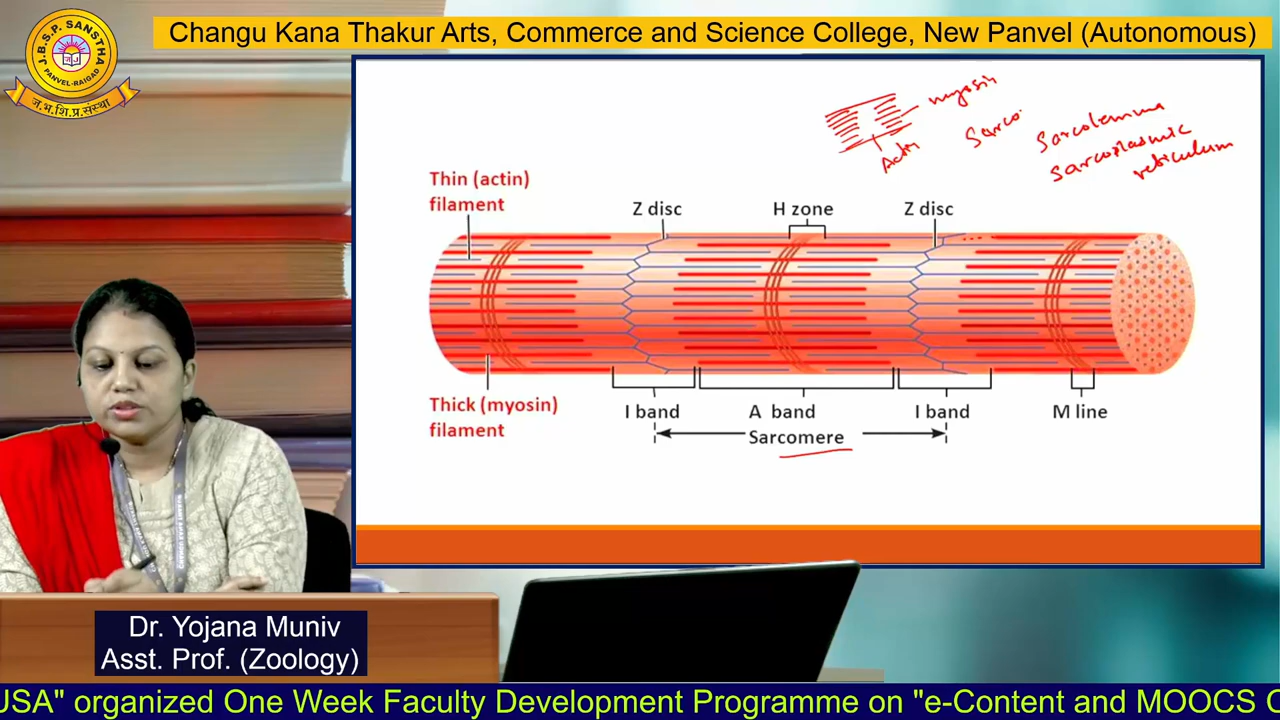 J.B.S.P. SANSTHA
PANVEL-RAIGAD
ज.भ.शि.प्र.संस्था
Changu Kana Thakur Arts, Commerce and Science College, New Panvel (Autonomous)
myosin
Actin
Sarco
Sarcolemma
Sarcoplasmic
reticulum
Thin (actin)
filament
Z disc
H zone
Z disc
Thick (myosin)
filament
I band
A band
I band
M line
Sarcomere
Dr. Yojana Muniv
Asst. Prof. (Zoology)
USA" organized One Week Faculty Development Programme on "e-Content and MOOCS